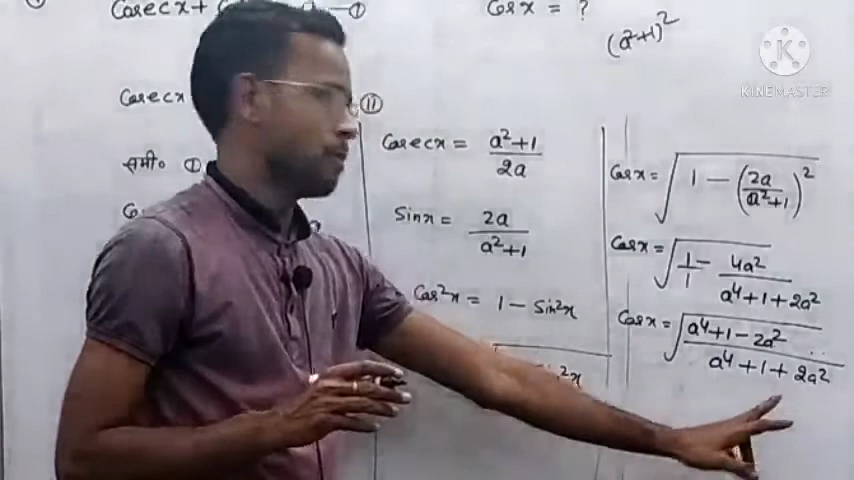 Cosecx +
①
Cosx = ?
(a²+1)²
KINEMASTER
Cosecx
II
समी० ①
Cosecx = a²+1 / 2a
Sinx = 2a / a²+1
Cos²x = 1 - Sin²x
Cosx = √(1 - (2a / a²+1)²)
Cosx = √(1/1 - 4a² / a⁴+1+2a²)
Cosx = √(a⁴+1-2a² / a⁴+1+2a²)